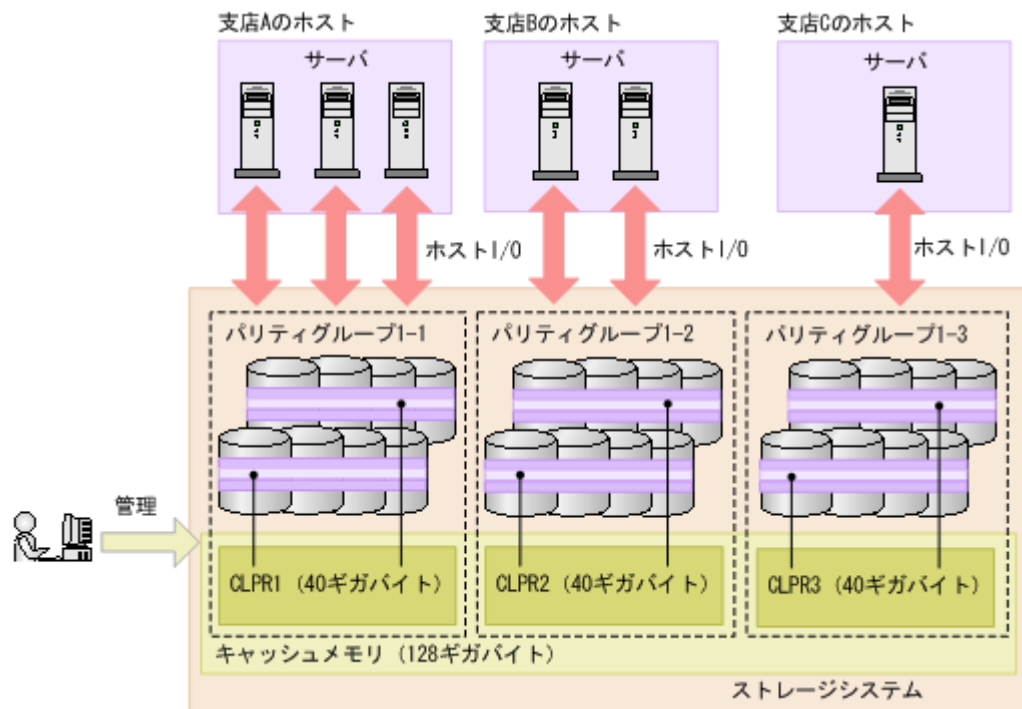 支店Aのホスト
支店Bのホスト
支店Cのホスト
サーバ
サーバ
サーバ
ホストI/O
ホストI/O
ホストI/O
パリティグループ1-1
パリティグループ1-2
パリティグループ1-3
管理
CLPR1 (40ギガバイト)
CLPR2 (40ギガバイト)
CLPR3 (40ギガバイト)
キャッシュメモリ (128ギガバイト)
ストレージシステム